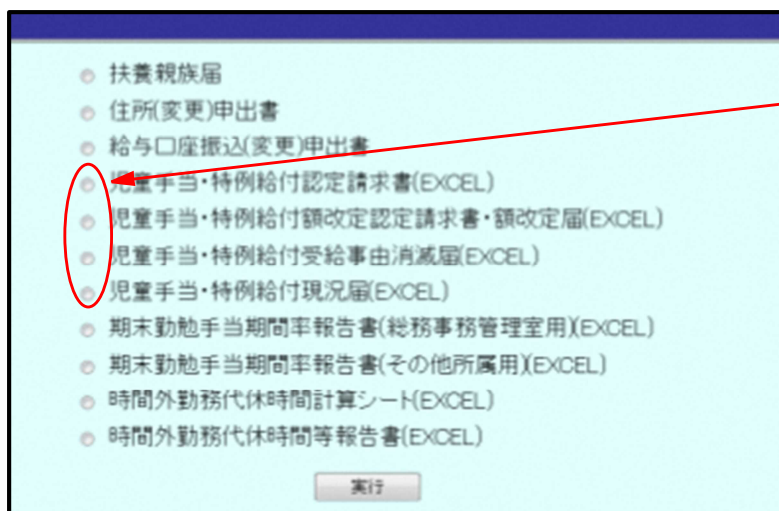 扶養親族届
住所(変更)申出書
給与口座振込(変更)申出書
児童手当・特例給付認定請求書(EXCEL)
児童手当・特例給付額改定認定請求書・額改定届(EXCEL)
児童手当・特例給付受給事由消滅届(EXCEL)
児童手当・特例給付現況届(EXCEL)
期末勤勉手当期間率報告書(総務事務管理室用)(EXCEL)
期末勤勉手当期間率報告書(その他所属用)(EXCEL)
時間外勤務代休時間計算シート(EXCEL)
時間外勤務代休時間等報告書(EXCEL)
実行